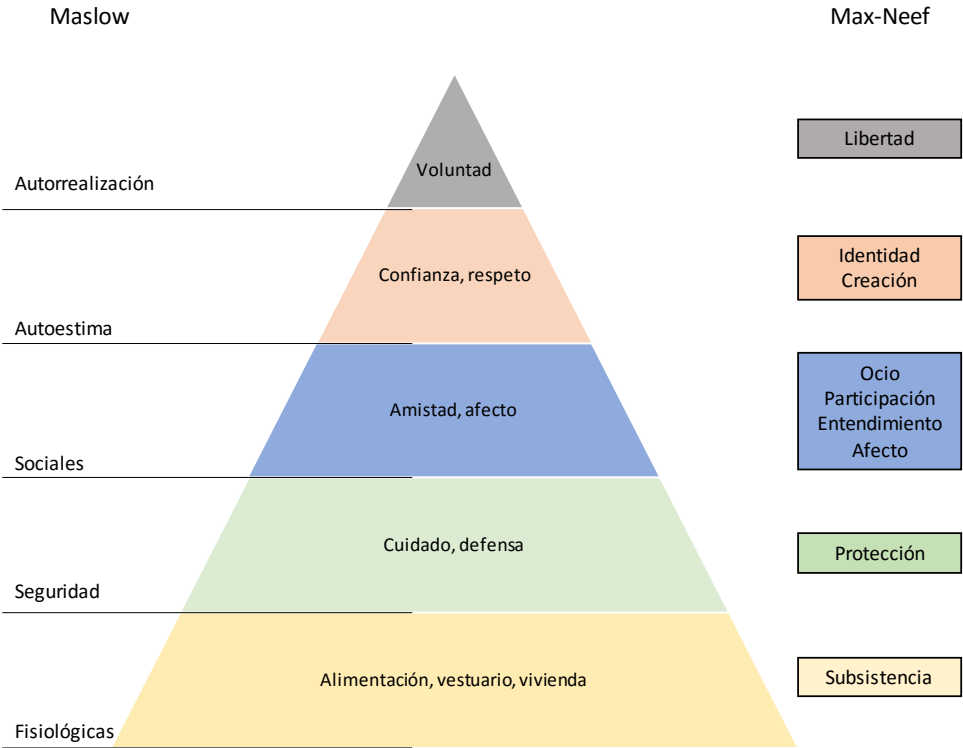 Maslow
Max-Neef
Voluntad
Libertad
Autorrealización
Confianza, respeto
Identidad
Creación
Autoestima
Amistad, afecto
Ocio
Participación
Entendimiento
Afecto
Sociales
Cuidado, defensa
Protección
Seguridad
Alimentación, vestuario, vivienda
Subsistencia
Fisiológicas